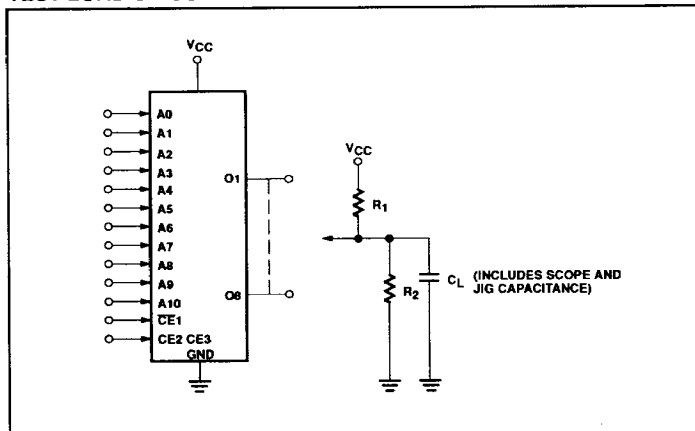 VCC
A0
A1
A2
A3
A4
A5
A6
A7
A8
A9
A10
CE1
CE2 CE3
GND
O1
O8
VCC
R1
R2
CL (INCLUDES SCOPE AND
JIG CAPACITANCE)